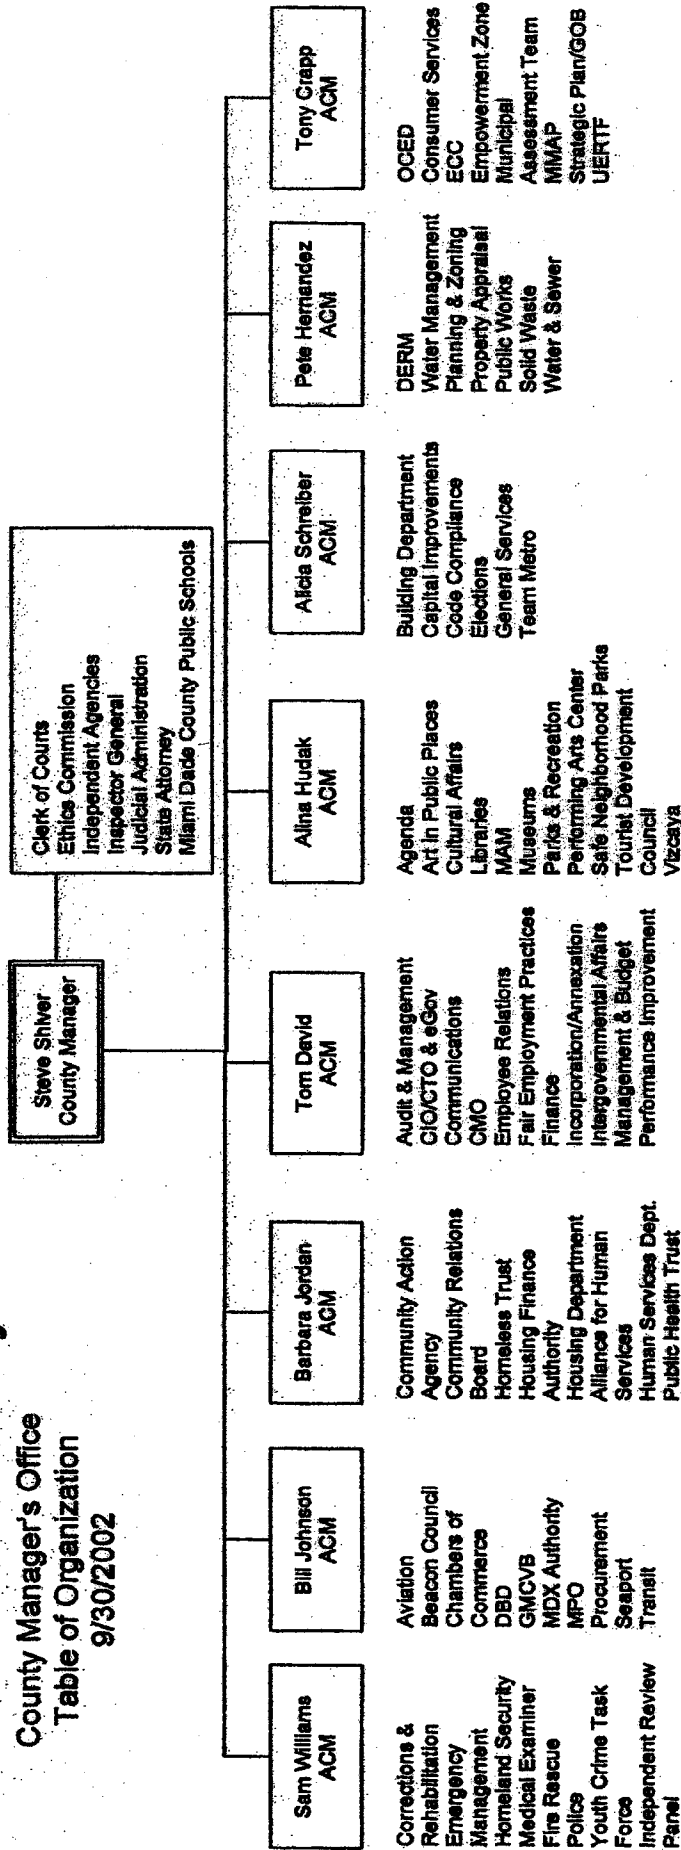 County Manager's Office
Table of Organization
9/30/2002
Steve Shiver
County Manager
Clerk of Courts
Ethics Commission
Independent Agencies
Inspector General
Judicial Administration
State Attorney
Miami Dade County Public Schools
Sam Williams
ACM
Corrections &
Rehabilitation
Emergency
Management
Homeland Security
Medical Examiner
Fire Rescue
Police
Youth Crime Task
Force
Independent Review
Panel
Bill Johnson
ACM
Aviation
Beacon Council
Chambers of
Commerce
DBD
GMCVB
MDX Authority
MPO
Procurement
Seaport
Transit
Barbara Jordan
ACM
Community Action
Agency
Community Relations
Board
Homeless Trust
Housing Finance
Authority
Housing Department
Alliance for Human
Services
Human Services Dept.
Public Health Trust
Tom David
ACM
Audit & Management
CIO/CTO & eGov
Communications
CMO
Employee Relations
Fair Employment Practices
Finance
Incorporation/Annexation
Intergovernmental Affairs
Management & Budget
Performance Improvement
Alina Hudak
ACM
Agenda
Art In Public Places
Cultural Affairs
Libraries
MAM
Museums
Parks & Recreation
Performing Arts Center
Safe Neighborhood Parks
Tourist Development
Council
Vizcaya
Alicia Schreiber
ACM
Building Department
Capital Improvements
Code Compliance
Elections
General Services
Team Metro
Pete Hernandez
ACM
DERM
Water Management
Planning & Zoning
Property Appraisal
Public Works
Solid Waste
Water & Sewer
Tony Crapp
ACM
OCED
Consumer Services
ECC
Empowerment Zone
Municipal
Assessment Team
MMAP
Strategic Plan/GOB
UERTF